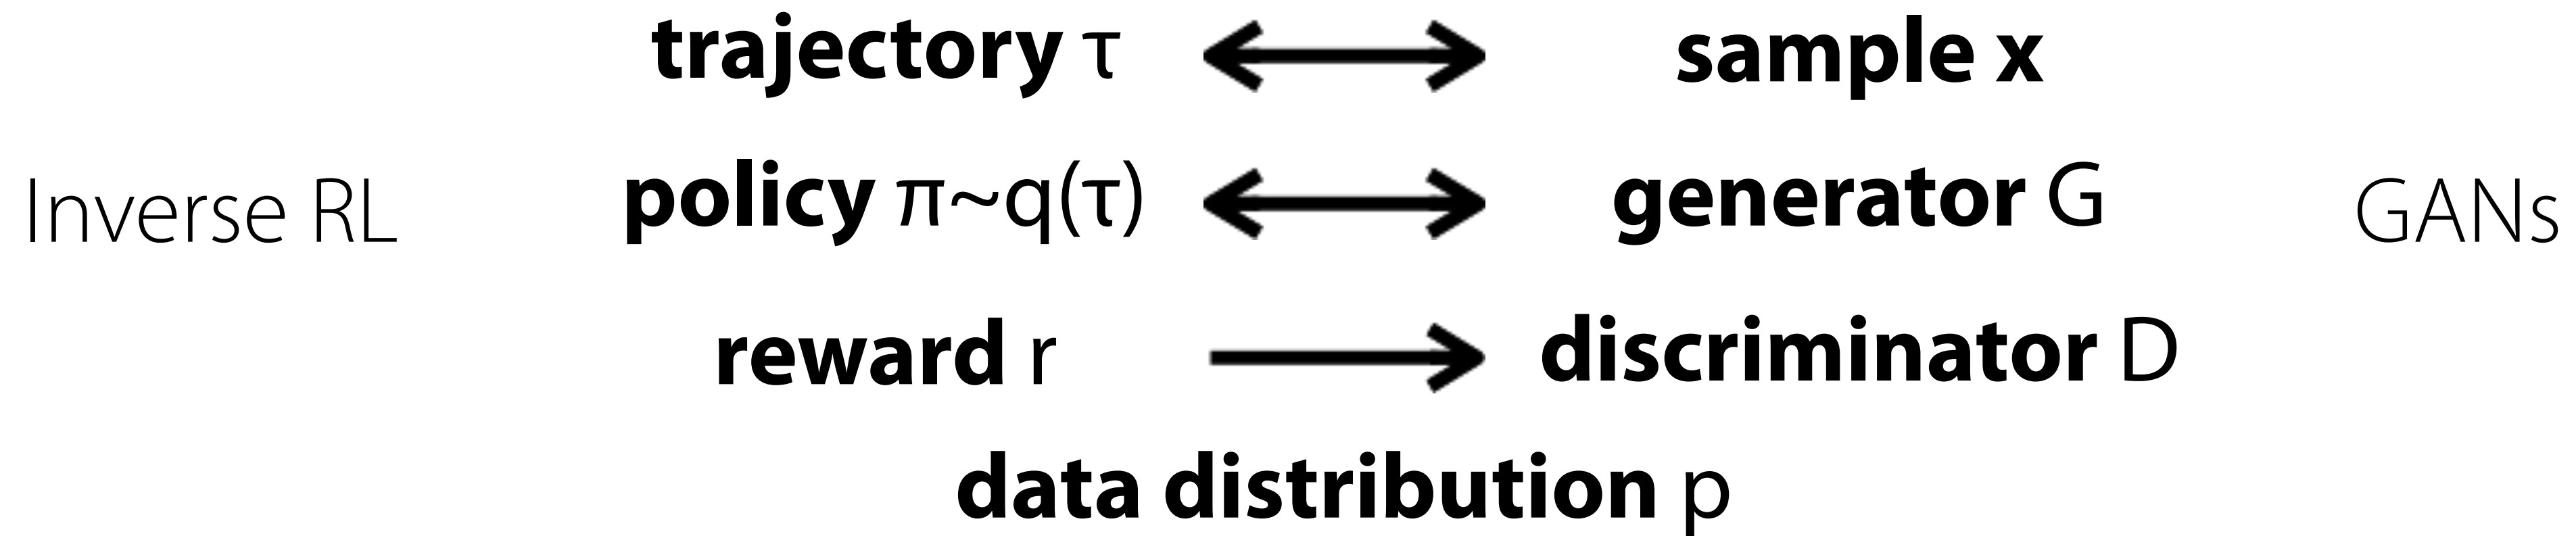 trajectory τ sample x
Inverse RL policy π~q(τ) generator G GANs
reward r discriminator D
data distribution p